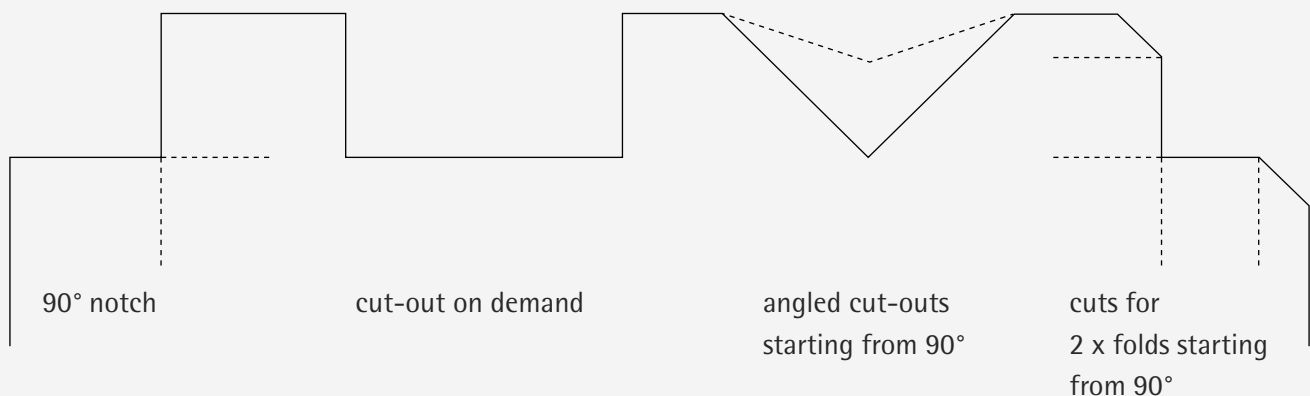 90° notch
cut-out on demand
angled cut-outs
starting from 90°
cuts for
2 x folds starting
from 90°